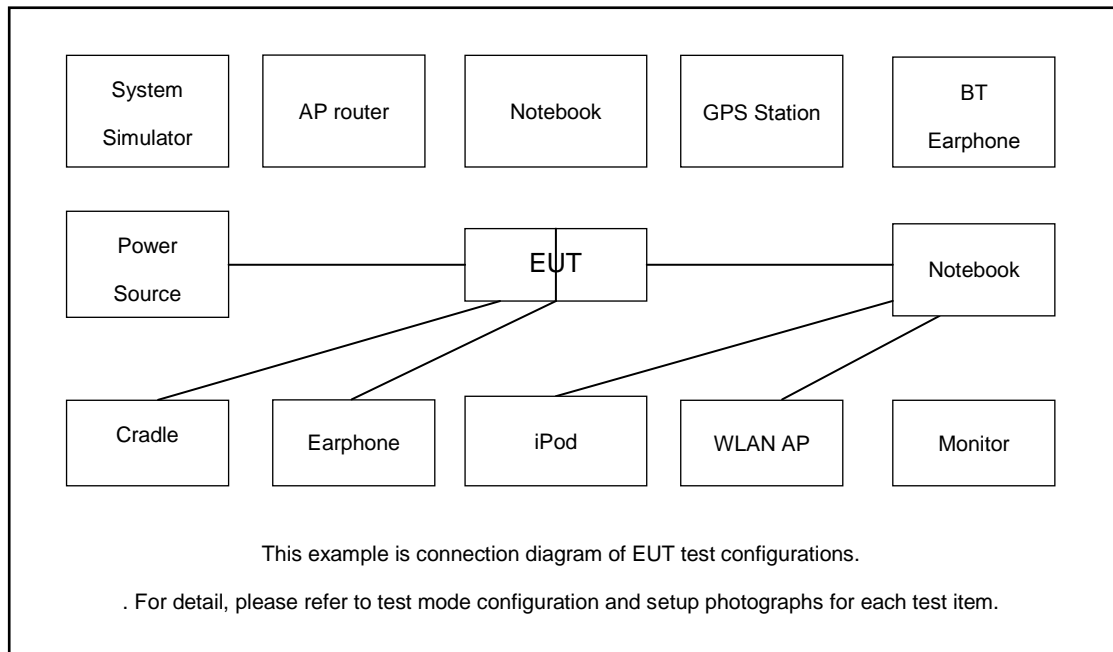 System
Simulator
AP router
Notebook
GPS Station
BT
Earphone
Power
Source
EUT
Notebook
Cradle
Earphone
iPod
WLAN AP
Monitor
This example is connection diagram of EUT test configurations.
. For detail, please refer to test mode configuration and setup photographs for each test item.